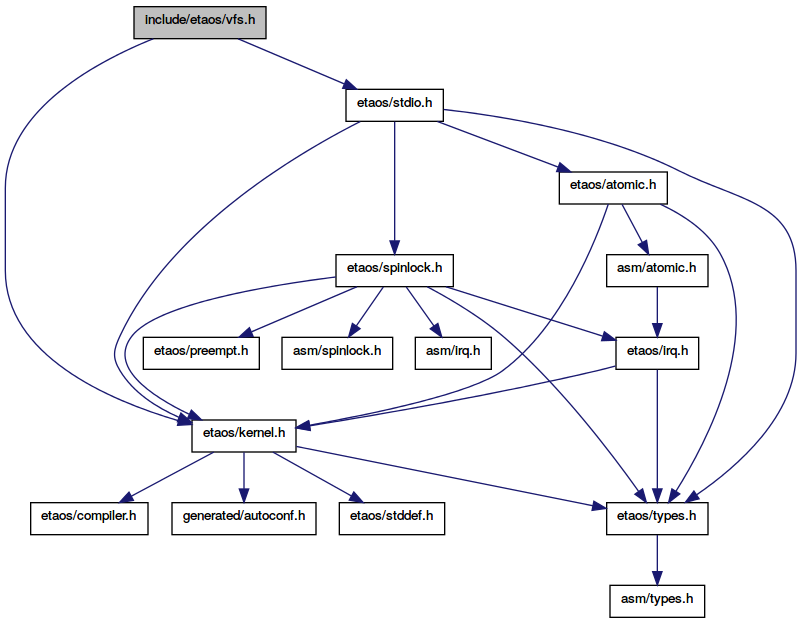 include/etaos/vfs.h
etaos/stdio.h
etaos/atomic.h
etaos/spinlock.h
asm/atomic.h
etaos/preempt.h
asm/spinlock.h
asm/irq.h
etaos/irq.h
etaos/kernel.h
etaos/compiler.h
generated/autoconf.h
etaos/stddef.h
etaos/types.h
asm/types.h